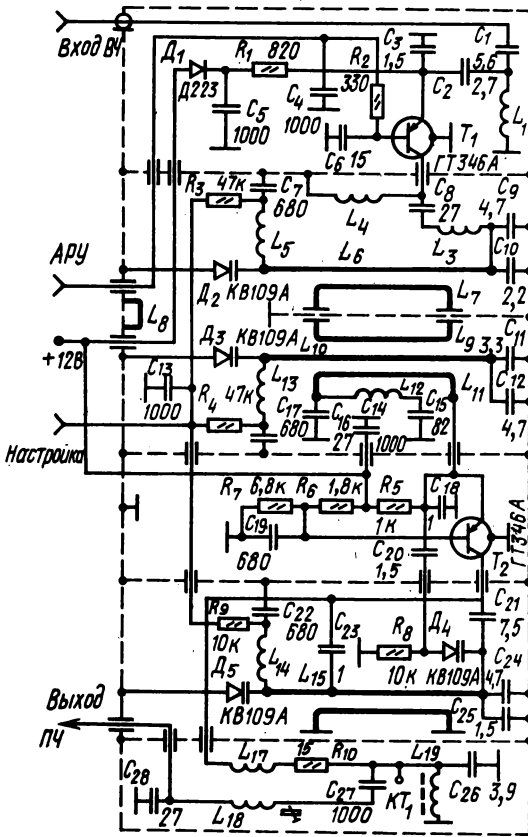 Вход ВЧ
Д1
Д223
R1 820
R2
330
C3
1,5
C1
5,6
C2
2,7
L1
C5
1000
C4
1000
C6 15
T1
ГТ346А
R3 47к
C7
680
L4
C8
27
C9
4,7
АРУ
L5
L6
L3
C10
2,2
Д2 КВ109А
L7
L8
Д3 КВ109А
L10
L9 3,3
C11
+12В
C13
1000
R4
47к
L13
L12
L11
C12
4,7
C17
680
C16
27
C14
1000
C15
82
Настройка
R7 6,8к
R6 1,8к
R5
1к
C18
1
ГТ346А
T2
C19
680
C20
1,5
C21
7,5
R9
10к
C22
680
C23
1
R8
10к
Д4
КВ109А
C24
4,7
Д5
КВ109А
L14
L15
C25
1,5
Выход
ПЧ
L17
15 R10
L19
C28
27
L18
C27
1000
КТ1
C26
3,9